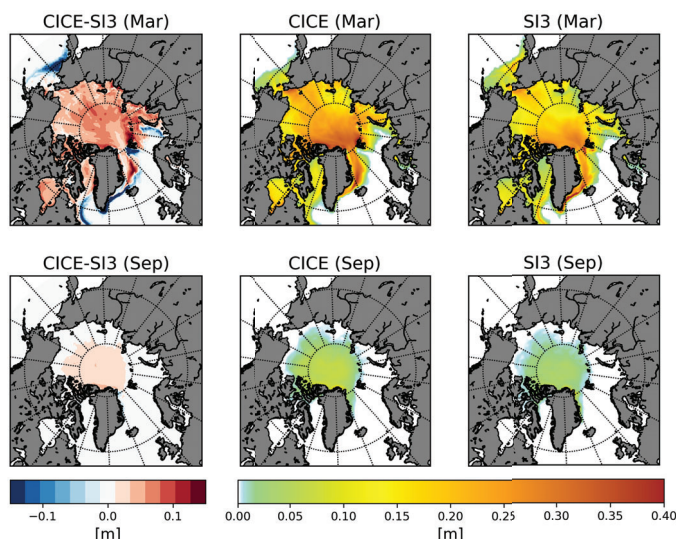 CICE-SI3 (Mar)
CICE (Mar)
SI3 (Mar)
CICE-SI3 (Sep)
CICE (Sep)
SI3 (Sep)
−0.1 0.0 0.1
[m]
0.00 0.05 0.10 0.15 0.20 0.25 0.30 0.35 0.40
[m]